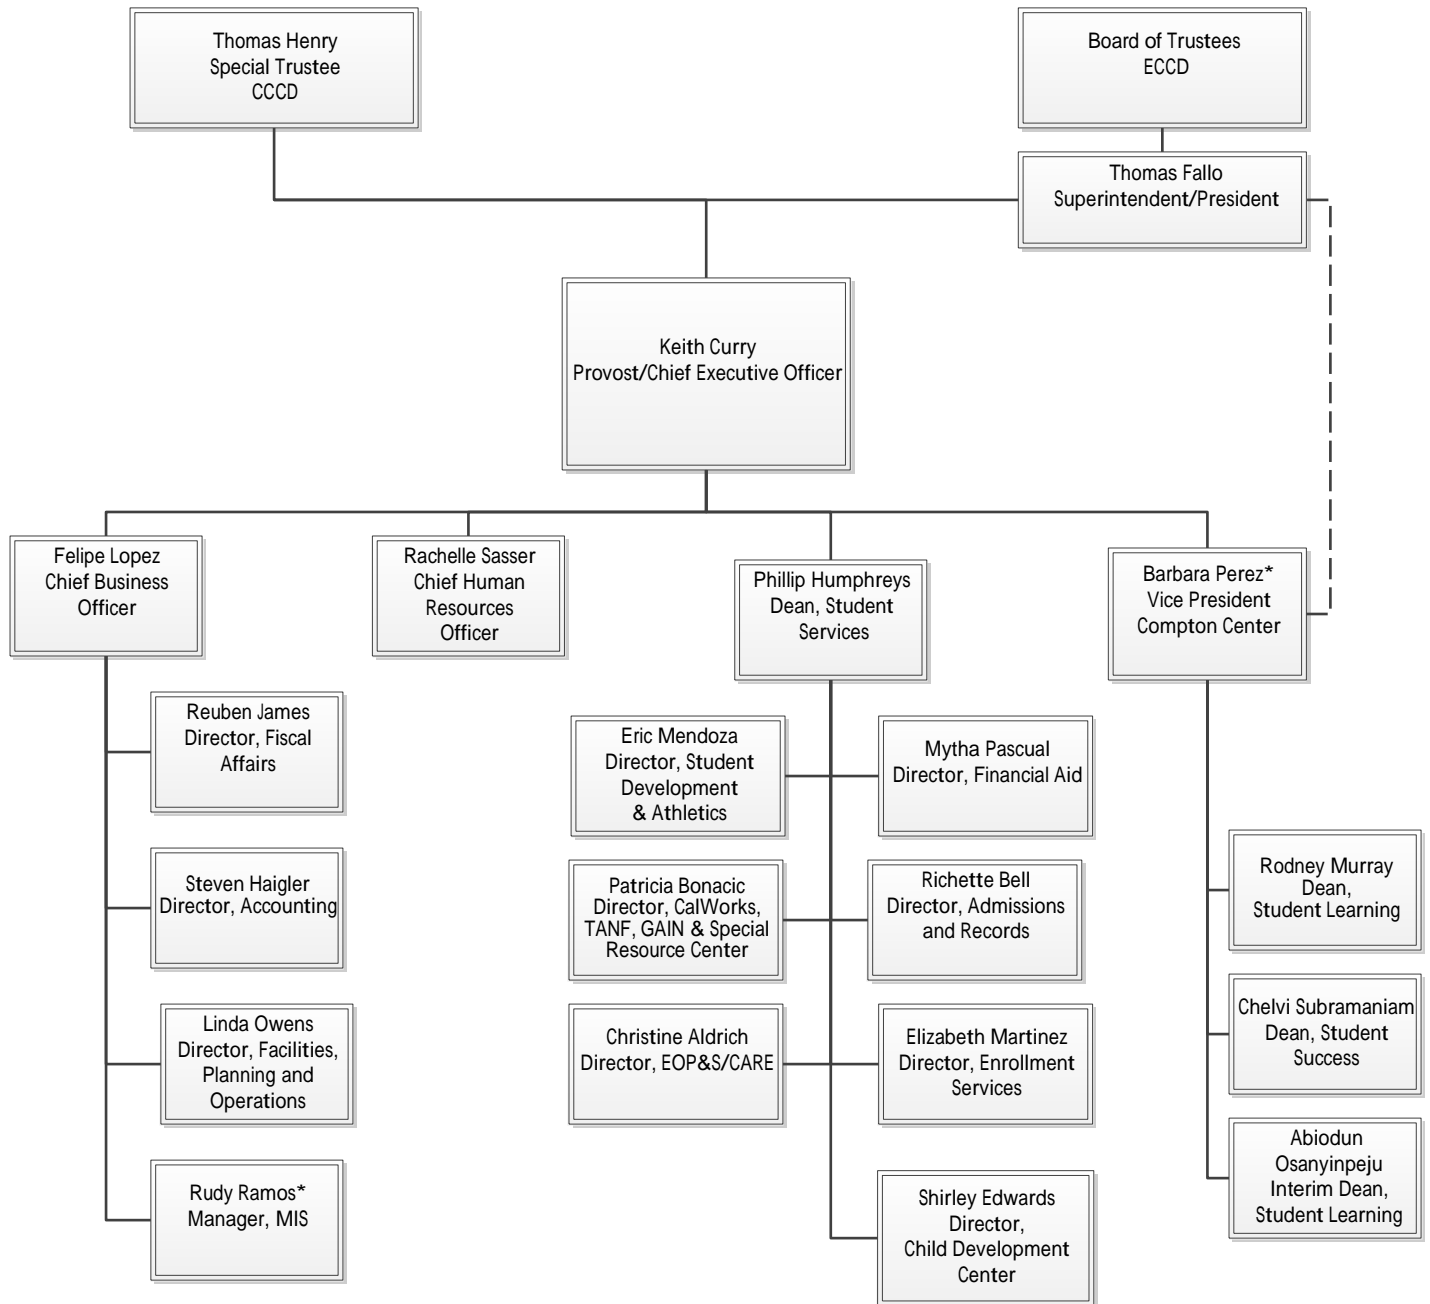 Thomas Henry
Special Trustee
CCCD
Board of Trustees
ECCD
Thomas Fallo
Superintendent/President
Keith Curry
Provost/Chief Executive Officer
Felipe Lopez
Chief Business
Officer
Rachelle Sasser
Chief Human
Resources
Officer
Phillip Humphreys
Dean, Student
Services
Barbara Perez*
Vice President
Compton Center
Reuben James
Director, Fiscal
Affairs
Steven Haigler
Director, Accounting
Linda Owens
Director, Facilities,
Planning and
Operations
Rudy Ramos*
Manager, MIS
Eric Mendoza
Director, Student
Development
& Athletics
Mytha Pascual
Director, Financial Aid
Patricia Bonacic
Director, CalWorks,
TANF, GAIN & Special
Resource Center
Richette Bell
Director, Admissions
and Records
Christine Aldrich
Director, EOP&S/CARE
Elizabeth Martinez
Director, Enrollment
Services
Shirley Edwards
Director,
Child Development
Center
Rodney Murray
Dean,
Student Learning
Chelvi Subramaniam
Dean, Student
Success
Abiodun
Osanyinpeju
Interim Dean,
Student Learning